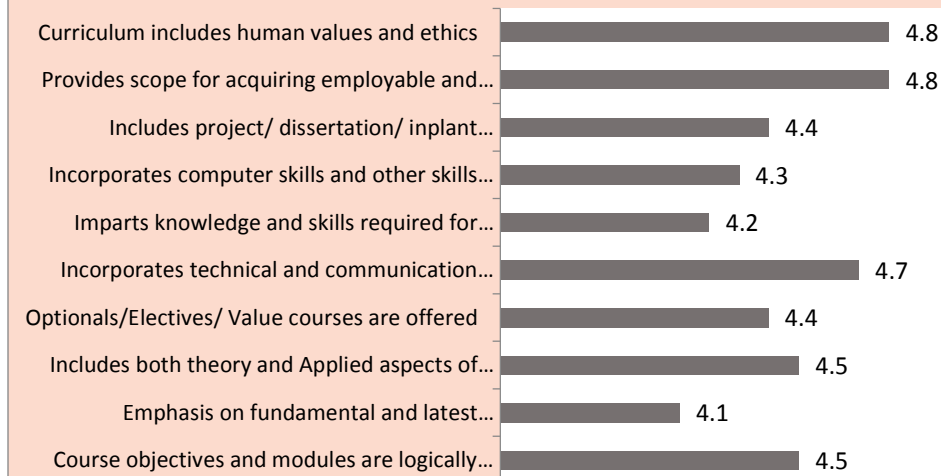 Curriculum includes human values and ethics 4.8
Provides scope for acquiring employable and... 4.8
Includes project/ dissertation/ inplant... 4.4
Incorporates computer skills and other skills... 4.3
Imparts knowledge and skills required for... 4.2
Incorporates technical and communication... 4.7
Optionals/Electives/ Value courses are offered 4.4
Includes both theory and Applied aspects of... 4.5
Emphasis on fundamental and latest... 4.1
Course objectives and modules are logically... 4.5